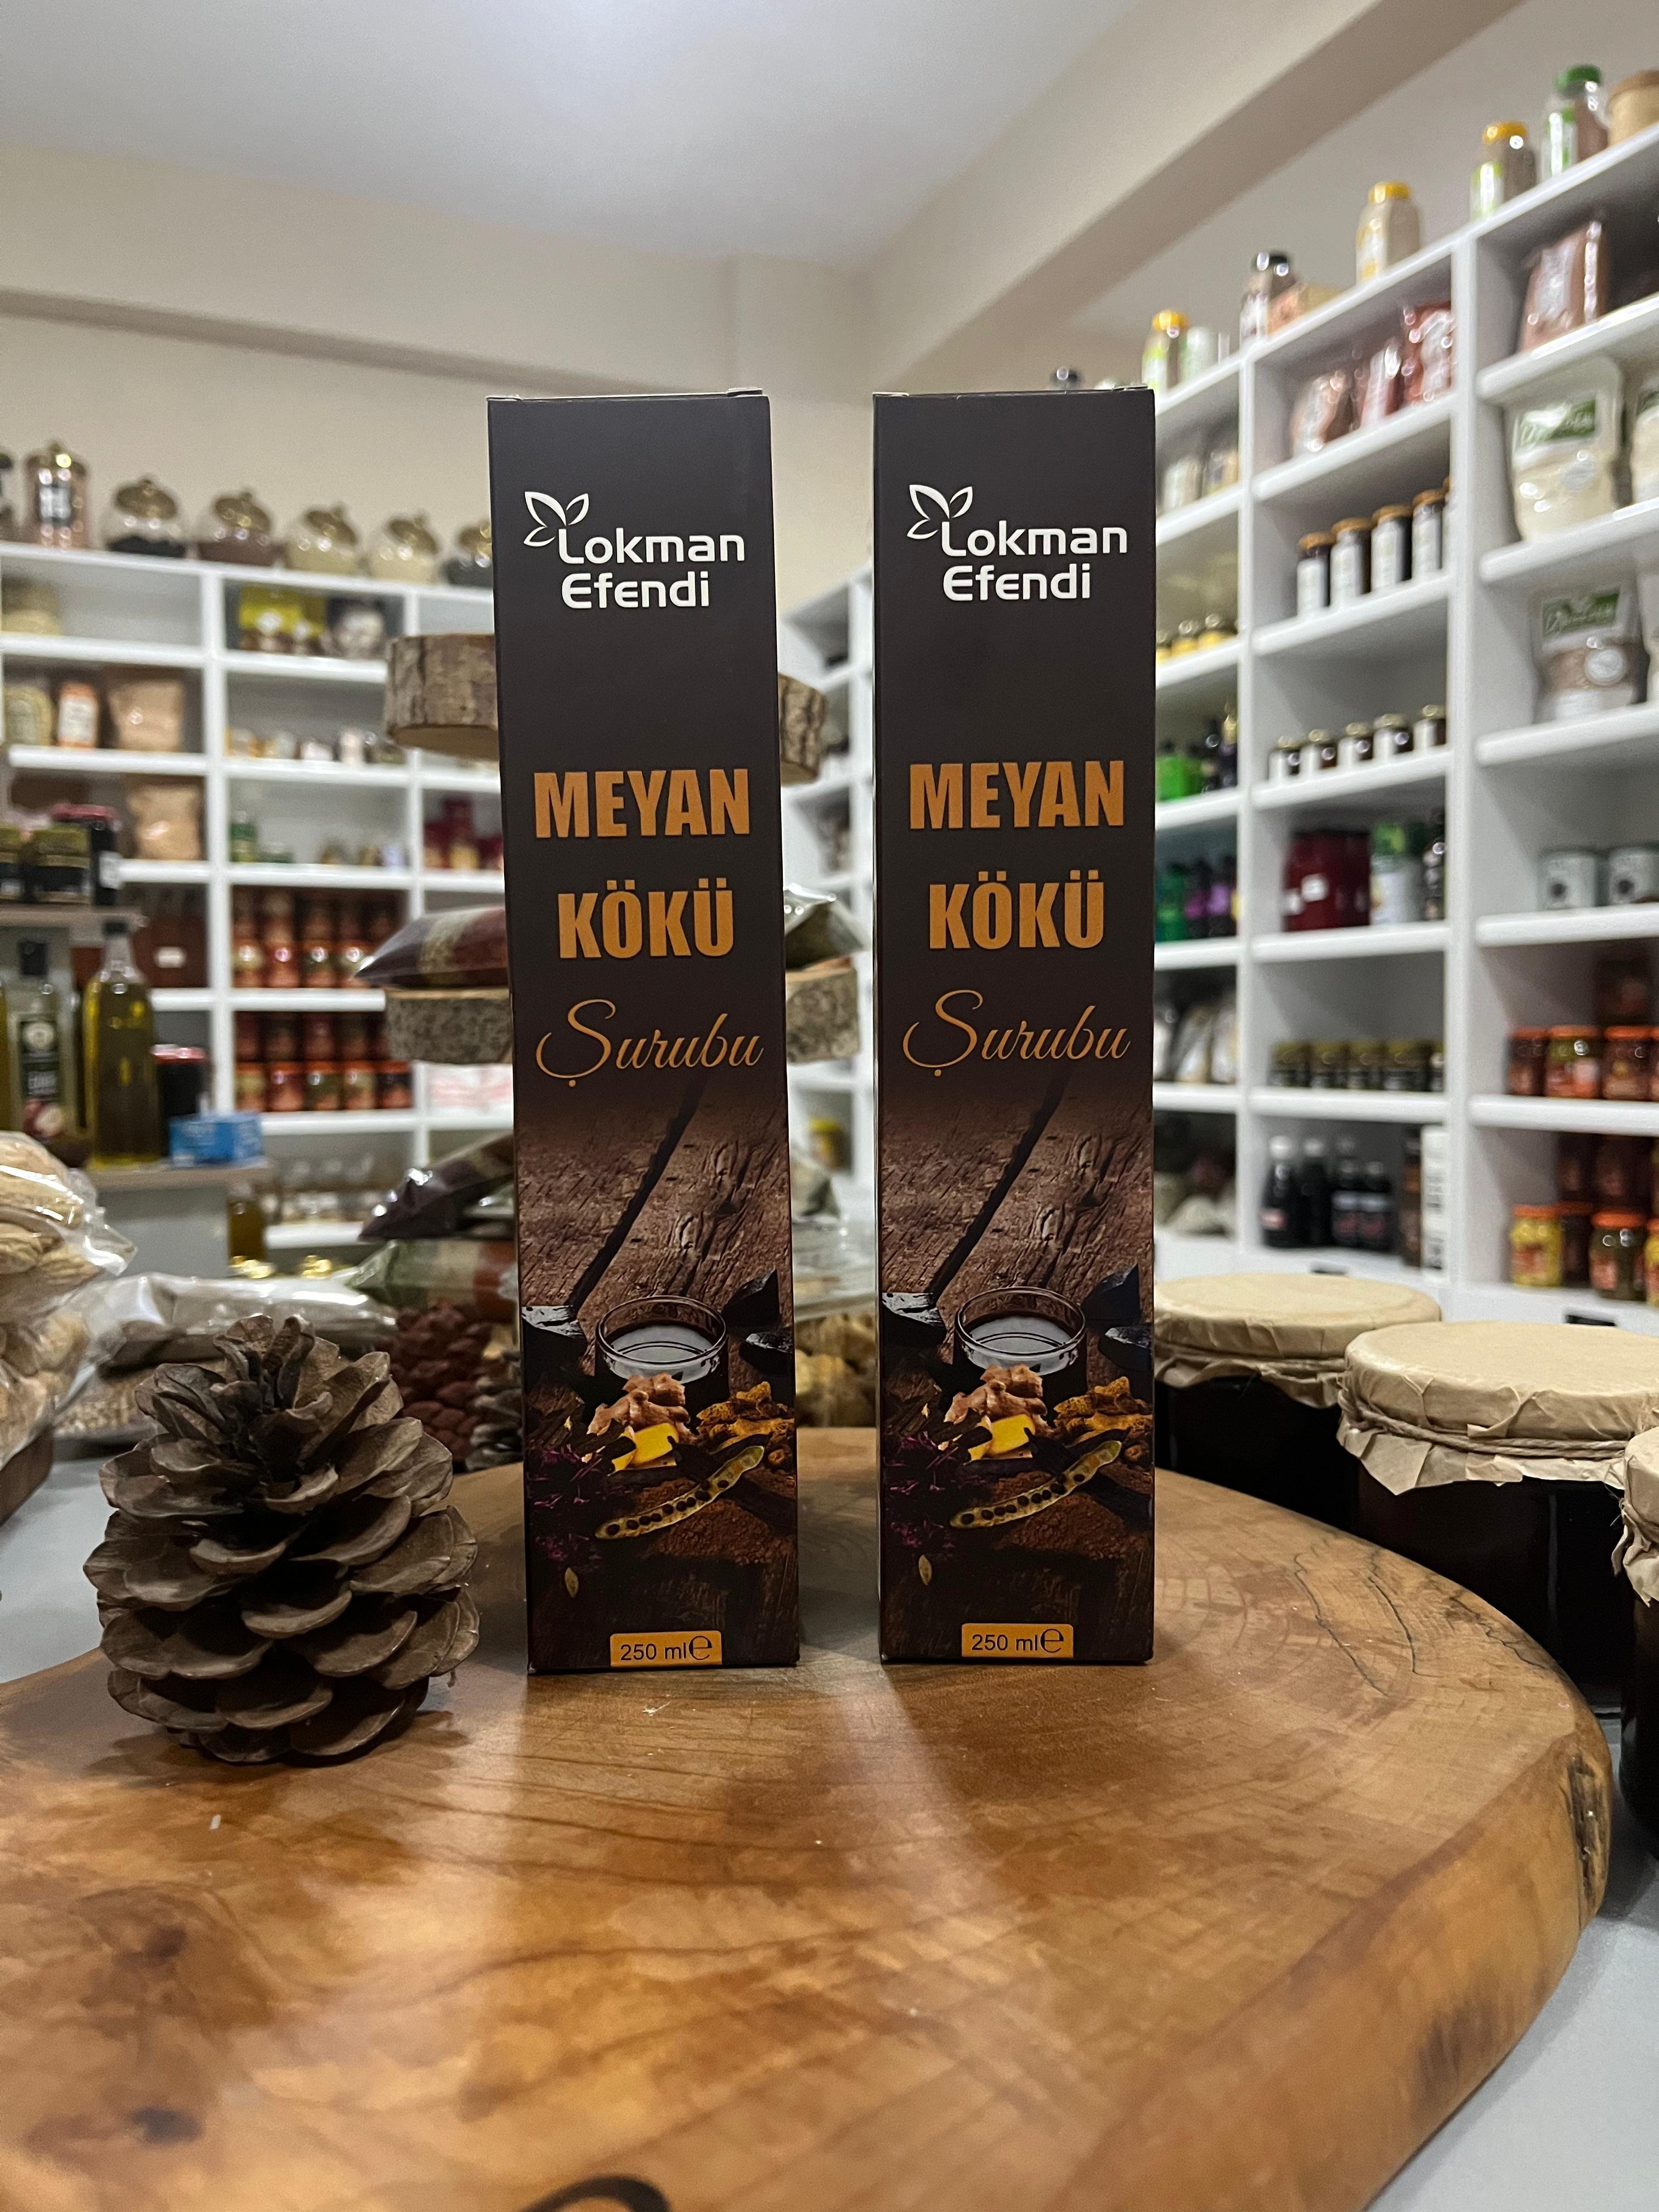 Lokman
Efendi
MEYAN
KÖKÜ
Şurubu
250 ml℮
Lokman
Efendi
MEYAN
KÖKÜ
Şurubu
250 ml℮